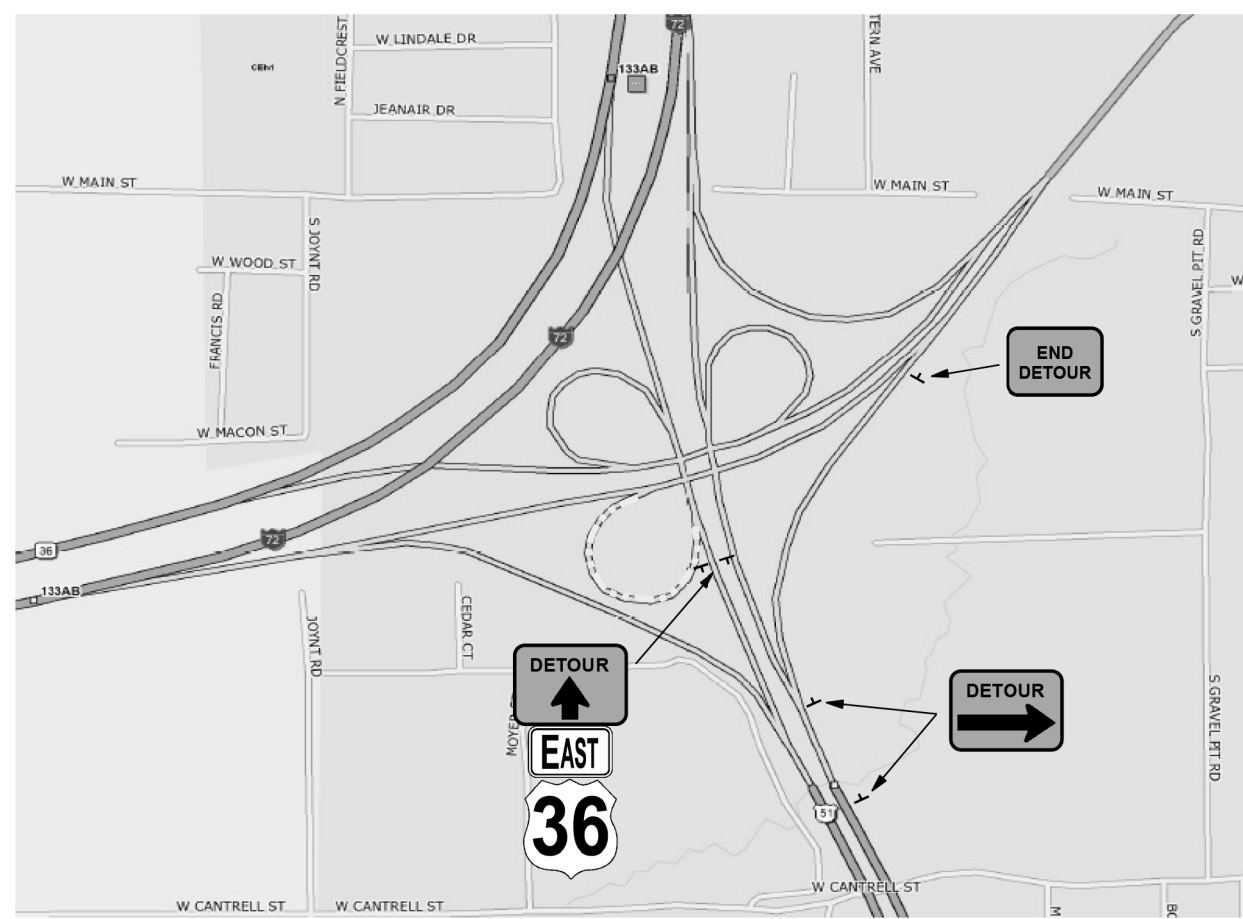 72
W LINDALE DR
TERN AVE
N FIELDCREST
133AB
JEANAIR DR
W MAIN ST
W MAIN ST
W MAIN ST
S JOYNT RD
W WOOD ST
S GRAVEL PIT RD
W
FRANCIS RD
72
END
DETOUR
W MACON ST
36
72
133AB
JOYNT RD
CEDAR CT
DETOUR
EAST
36
DETOUR
S GRAVEL PIT RD
51
W CANTRELL ST
W CANTRELL ST
W CANTRELL ST
M